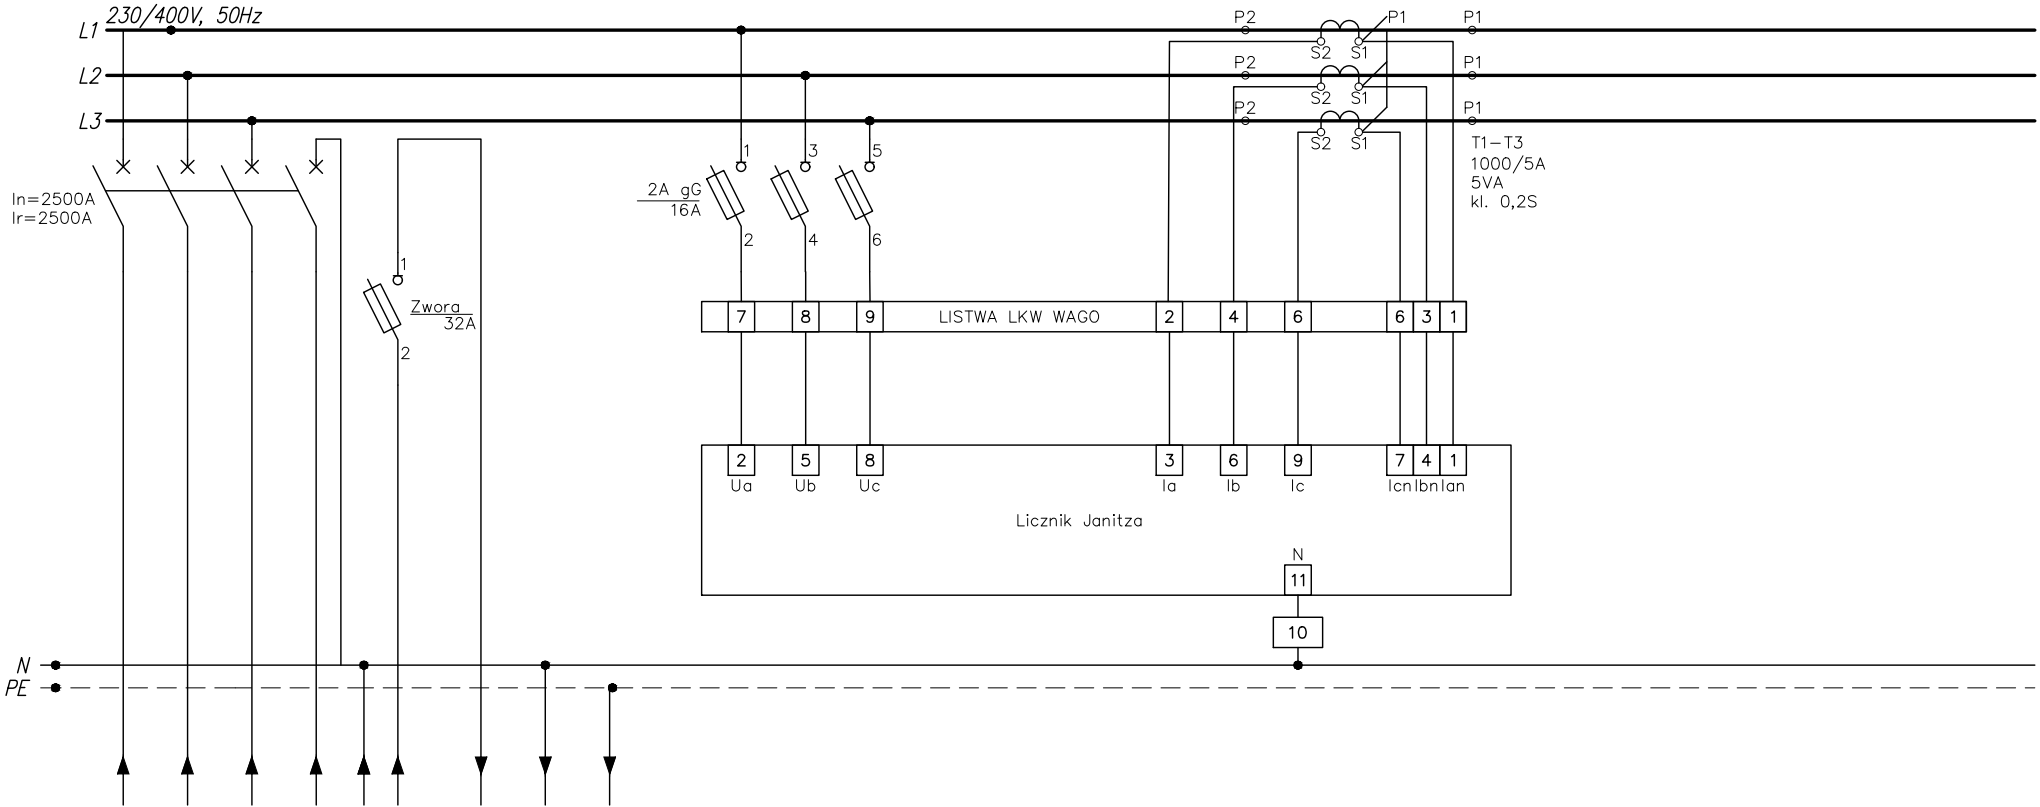 230/400V, 50Hz
L1
P2
P1
P1
S2
S1
L2
P2
P1
S2
S1
L3
P2
P1
S2
S1
T1-T3
1000/5A
5VA
kl. 0,2S
In=2500A
Ir=2500A
1
3
5
2A gG
16A
2
4
6
1
Zwora
32A
2
7
8
9
LISTWA LKW WAGO
2
4
6
6
3
1
2
5
8
3
6
9
7
4
1
Ua
Ub
Uc
Ia
Ib
Ic
Icn
Ibn
Ian
Licznik Janitza
N
11
10
N
PE